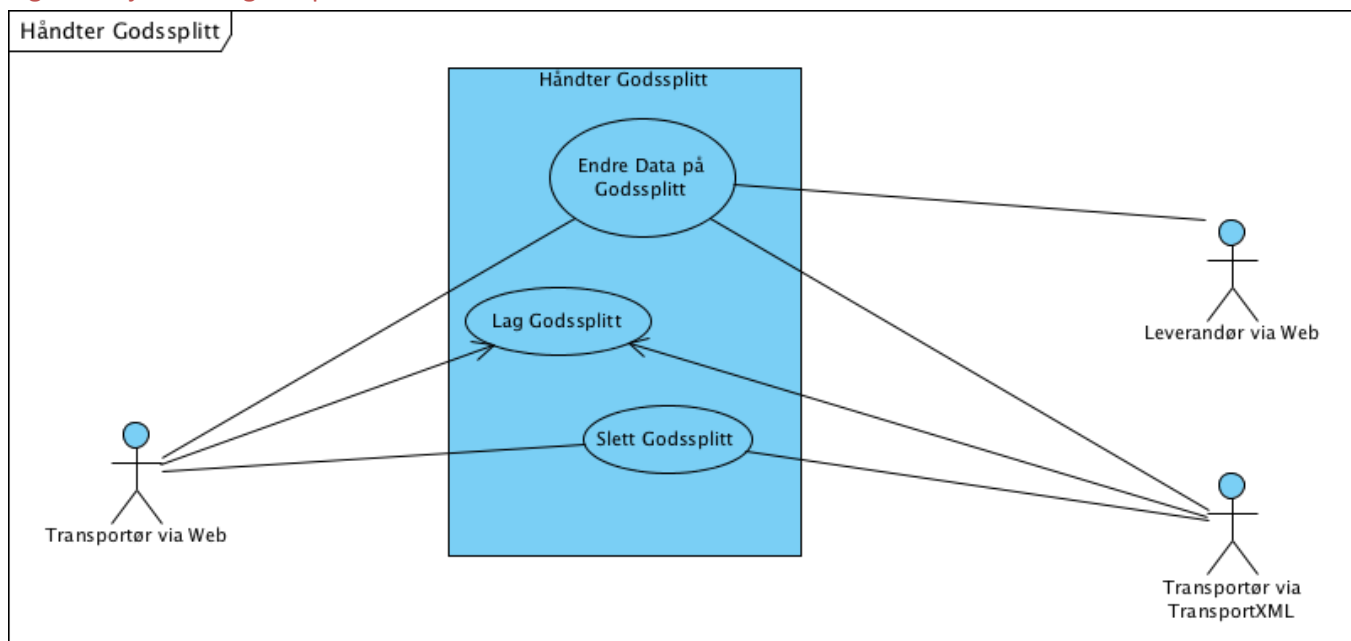 Håndter Godssplitt
Håndter Godssplitt
Endre Data på
Godssplitt
Lag Godssplitt
Slett Godssplitt
Leverandør via Web
Transportør via Web
Transportør via
TransportXML